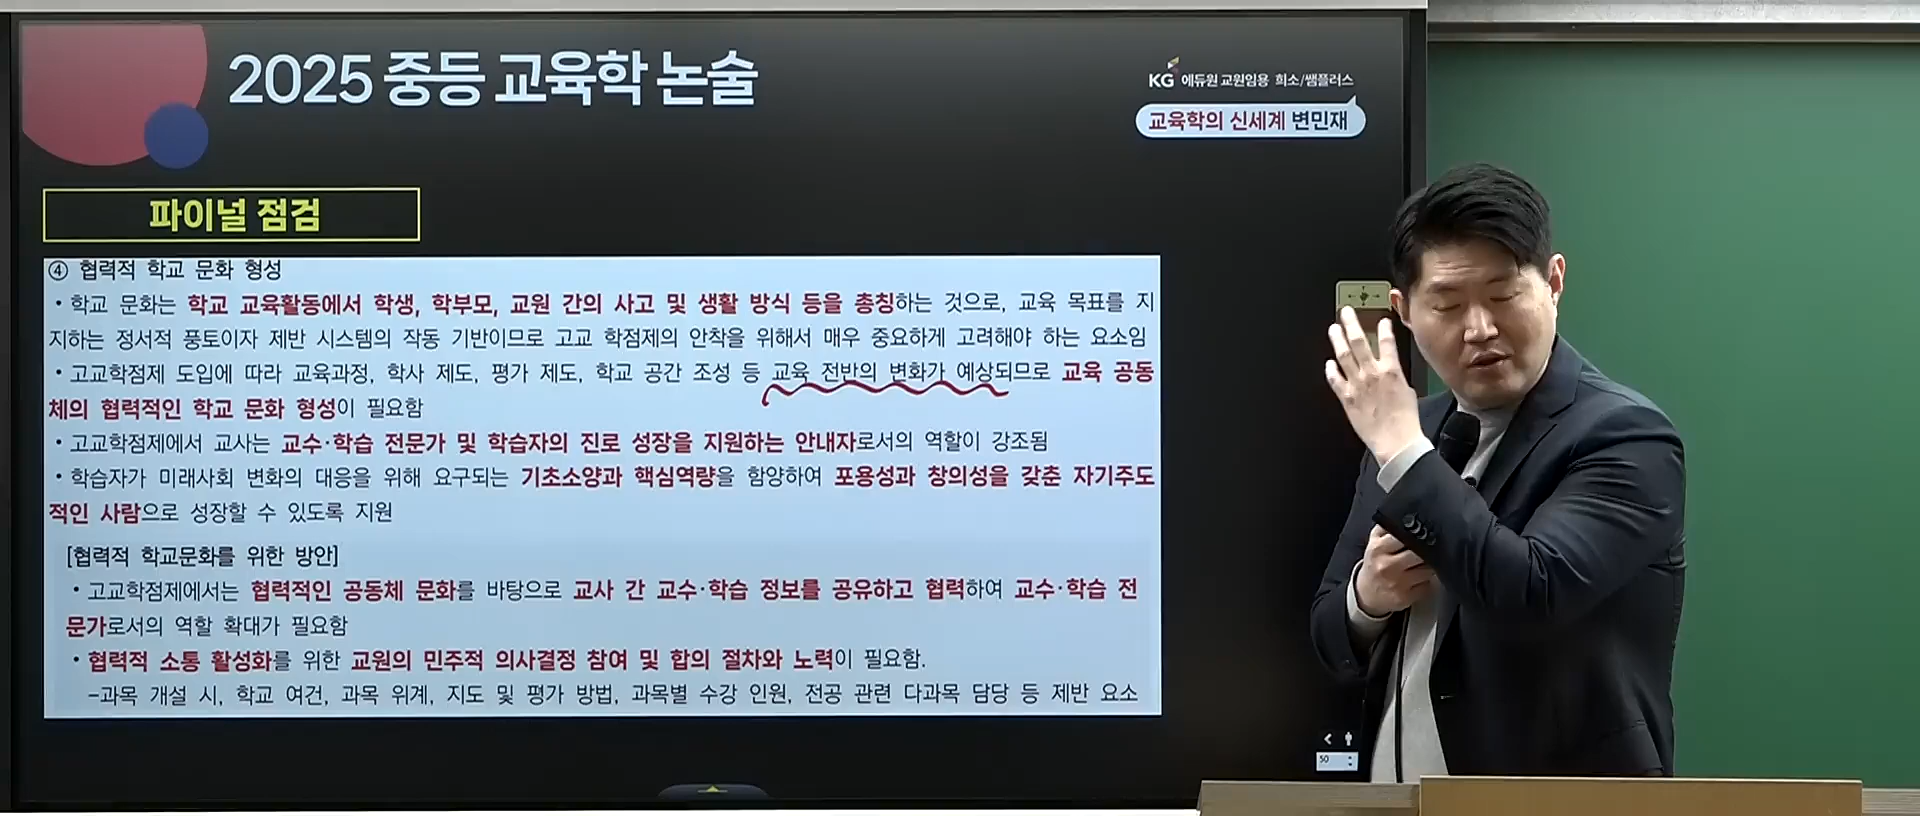 2025 중등 교육학 논술
KG 에듀원 교원임용 희소/쌤플러스
교육학의 신세계 변민재
파이널 점검
④ 협력적 학교 문화 형성
• 학교 문화는 학교 교육활동에서 학생, 학부모, 교원 간의 사고 및 생활 방식 등을 총칭하는 것으로, 교육 목표를 지
지하는 정서적 풍토이자 제반 시스템의 작동 기반이므로 고교 학점제의 안착을 위해서 매우 중요하게 고려해야 하는 요소임
• 고교학점제 도입에 따라 교육과정, 학사 제도, 평가 제도, 학교 공간 조성 등 교육 전반의 변화가 예상되므로 교육 공동
체의 협력적인 학교 문화 형성이 필요함
• 고교학점제에서 교사는 교수·학습 전문가 및 학습자의 진로 성장을 지원하는 안내자로서의 역할이 강조됨
• 학습자가 미래사회 변화의 대응을 위해 요구되는 기초소양과 핵심역량을 함양하여 포용성과 창의성을 갖춘 자기주도
적인 사람으로 성장할 수 있도록 지원
[협력적 학교문화를 위한 방안]
• 고교학점제에서는 협력적인 공동체 문화를 바탕으로 교사 간 교수·학습 정보를 공유하고 협력하여 교수·학습 전
문가로서의 역할 확대가 필요함
• 협력적 소통 활성화를 위한 교원의 민주적 의사결정 참여 및 합의 절차와 노력이 필요함.
-과목 개설 시, 학교 여건, 과목 위계, 지도 및 평가 방법, 과목별 수강 인원, 전공 관련 다과목 담당 등 제반 요소
50